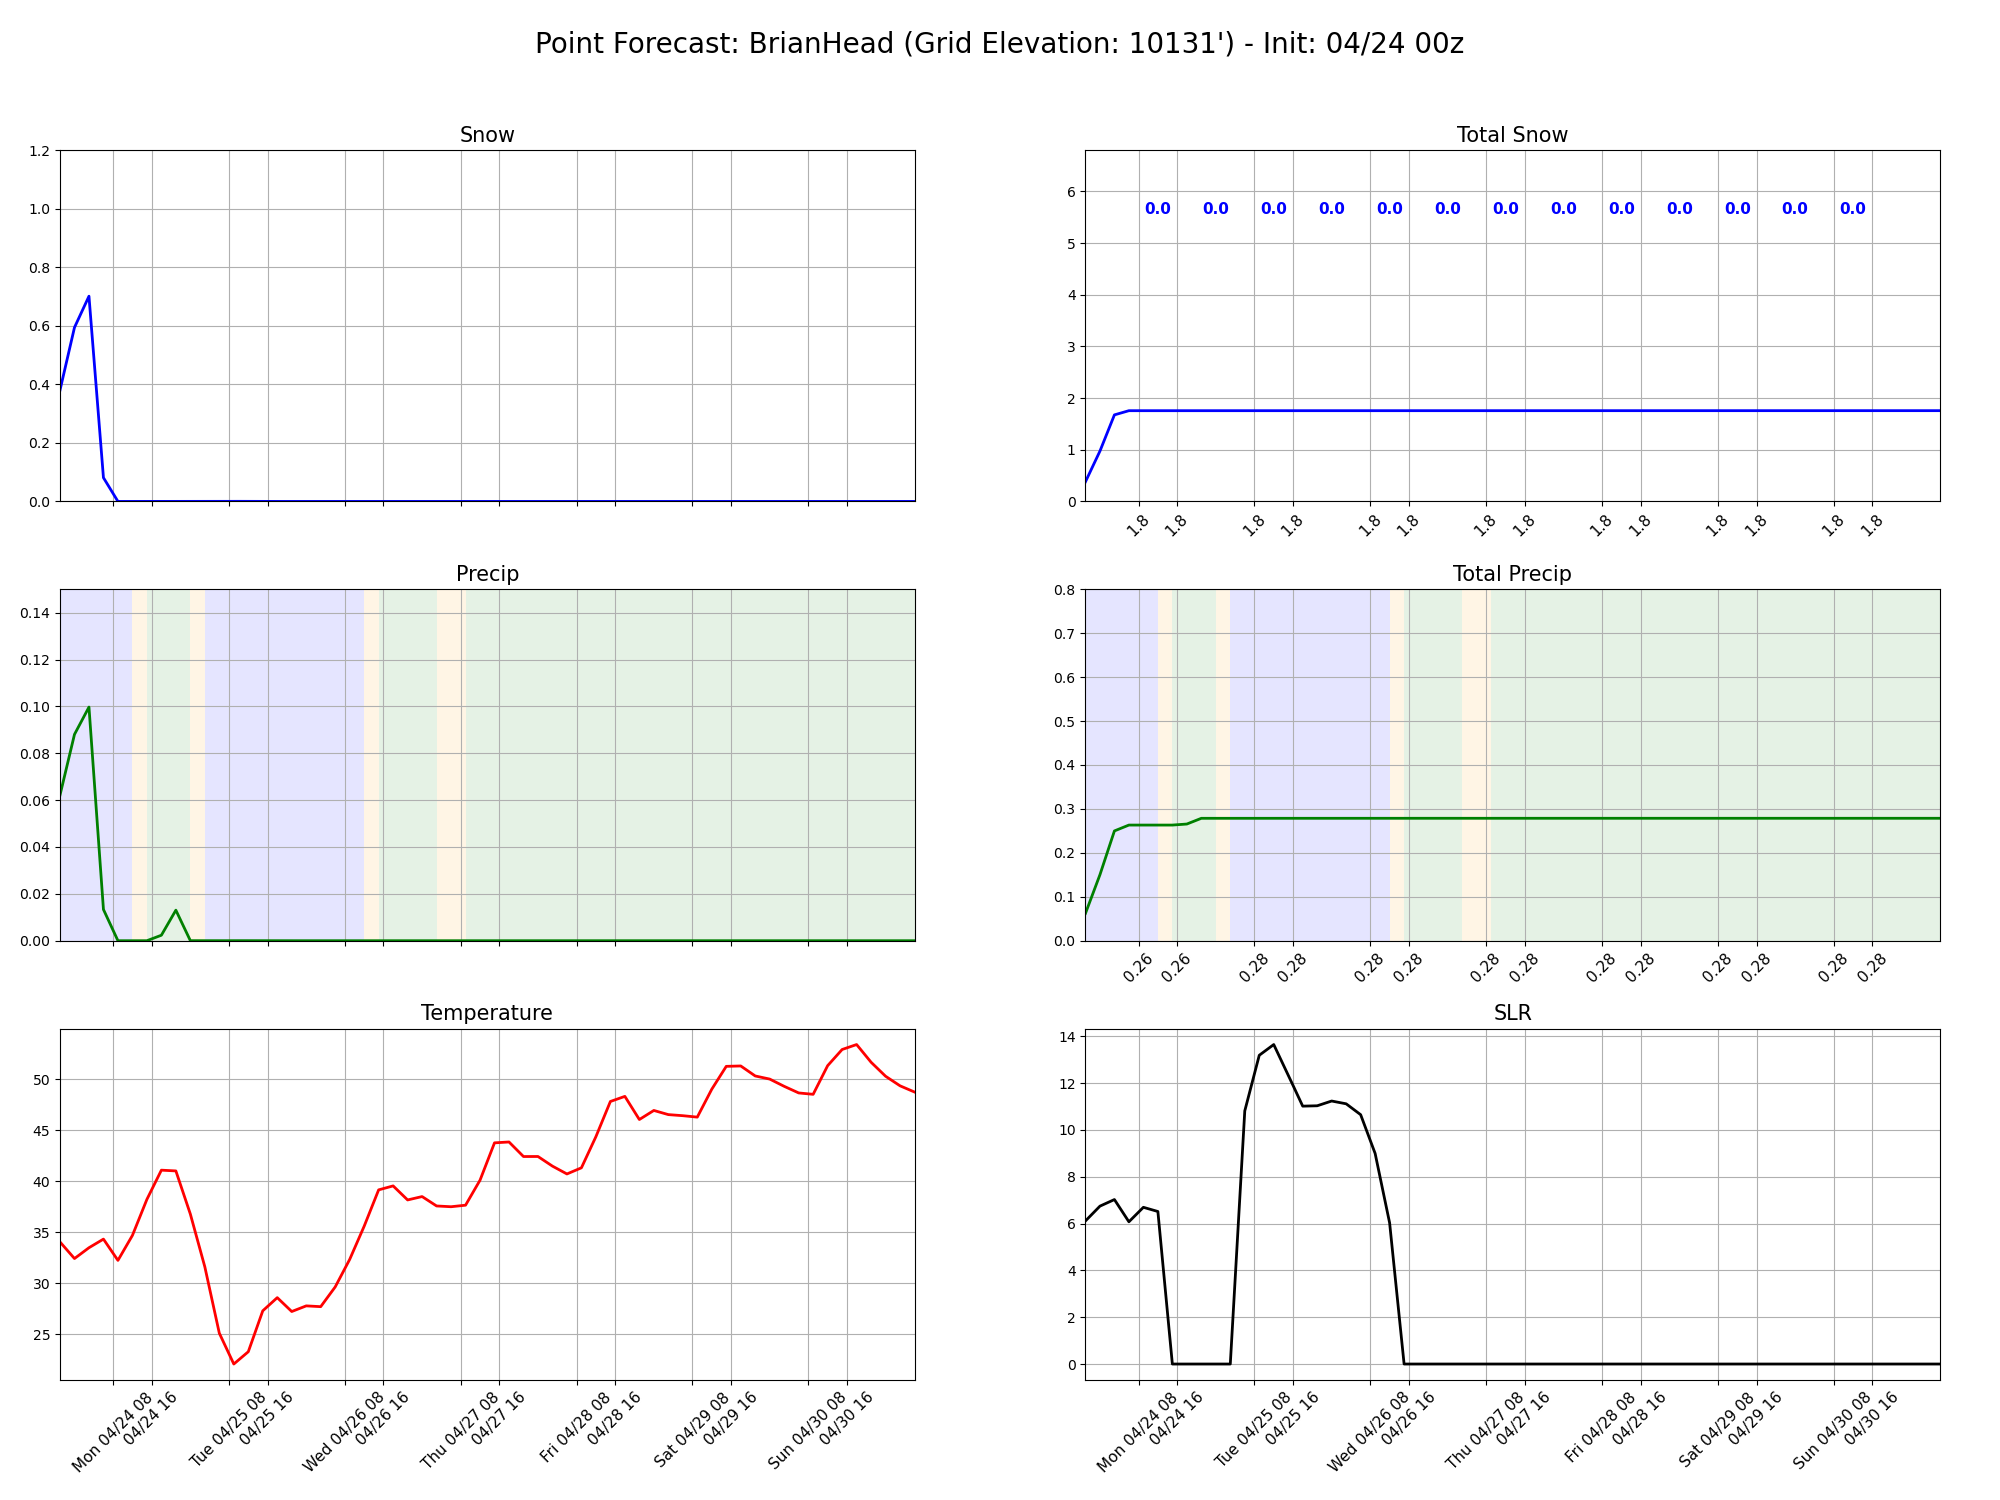 Point Forecast: BrianHead (Grid Elevation: 10131') - Init: 04/24 00z
Snow
1.2
1.0
0.8
0.6
0.4
0.2
0.0
Total Snow
6
5
4
3
2
1
0
0.0 0.0 0.0 0.0 0.0 0.0 0.0 0.0 0.0 0.0 0.0 0.0 0.0
1.8 1.8 1.8 1.8 1.8 1.8 1.8 1.8 1.8 1.8 1.8 1.8 1.8 1.8
Precip
0.14
0.12
0.10
0.08
0.06
0.04
0.02
0.00
Total Precip
0.8
0.7
0.6
0.5
0.4
0.3
0.2
0.1
0.0
0.26 0.26 0.28 0.28 0.28 0.28 0.28 0.28 0.28 0.28 0.28 0.28 0.28 0.28
Temperature
50
45
40
35
30
25
Mon 04/24 08
04/24 16
Tue 04/25 08
04/25 16
Wed 04/26 08
04/26 16
Thu 04/27 08
04/27 16
Fri 04/28 08
04/28 16
Sat 04/29 08
04/29 16
Sun 04/30 08
04/30 16
SLR
14
12
10
8
6
4
2
0
Mon 04/24 08
04/24 16
Tue 04/25 08
04/25 16
Wed 04/26 08
04/26 16
Thu 04/27 08
04/27 16
Fri 04/28 08
04/28 16
Sat 04/29 08
04/29 16
Sun 04/30 08
04/30 16